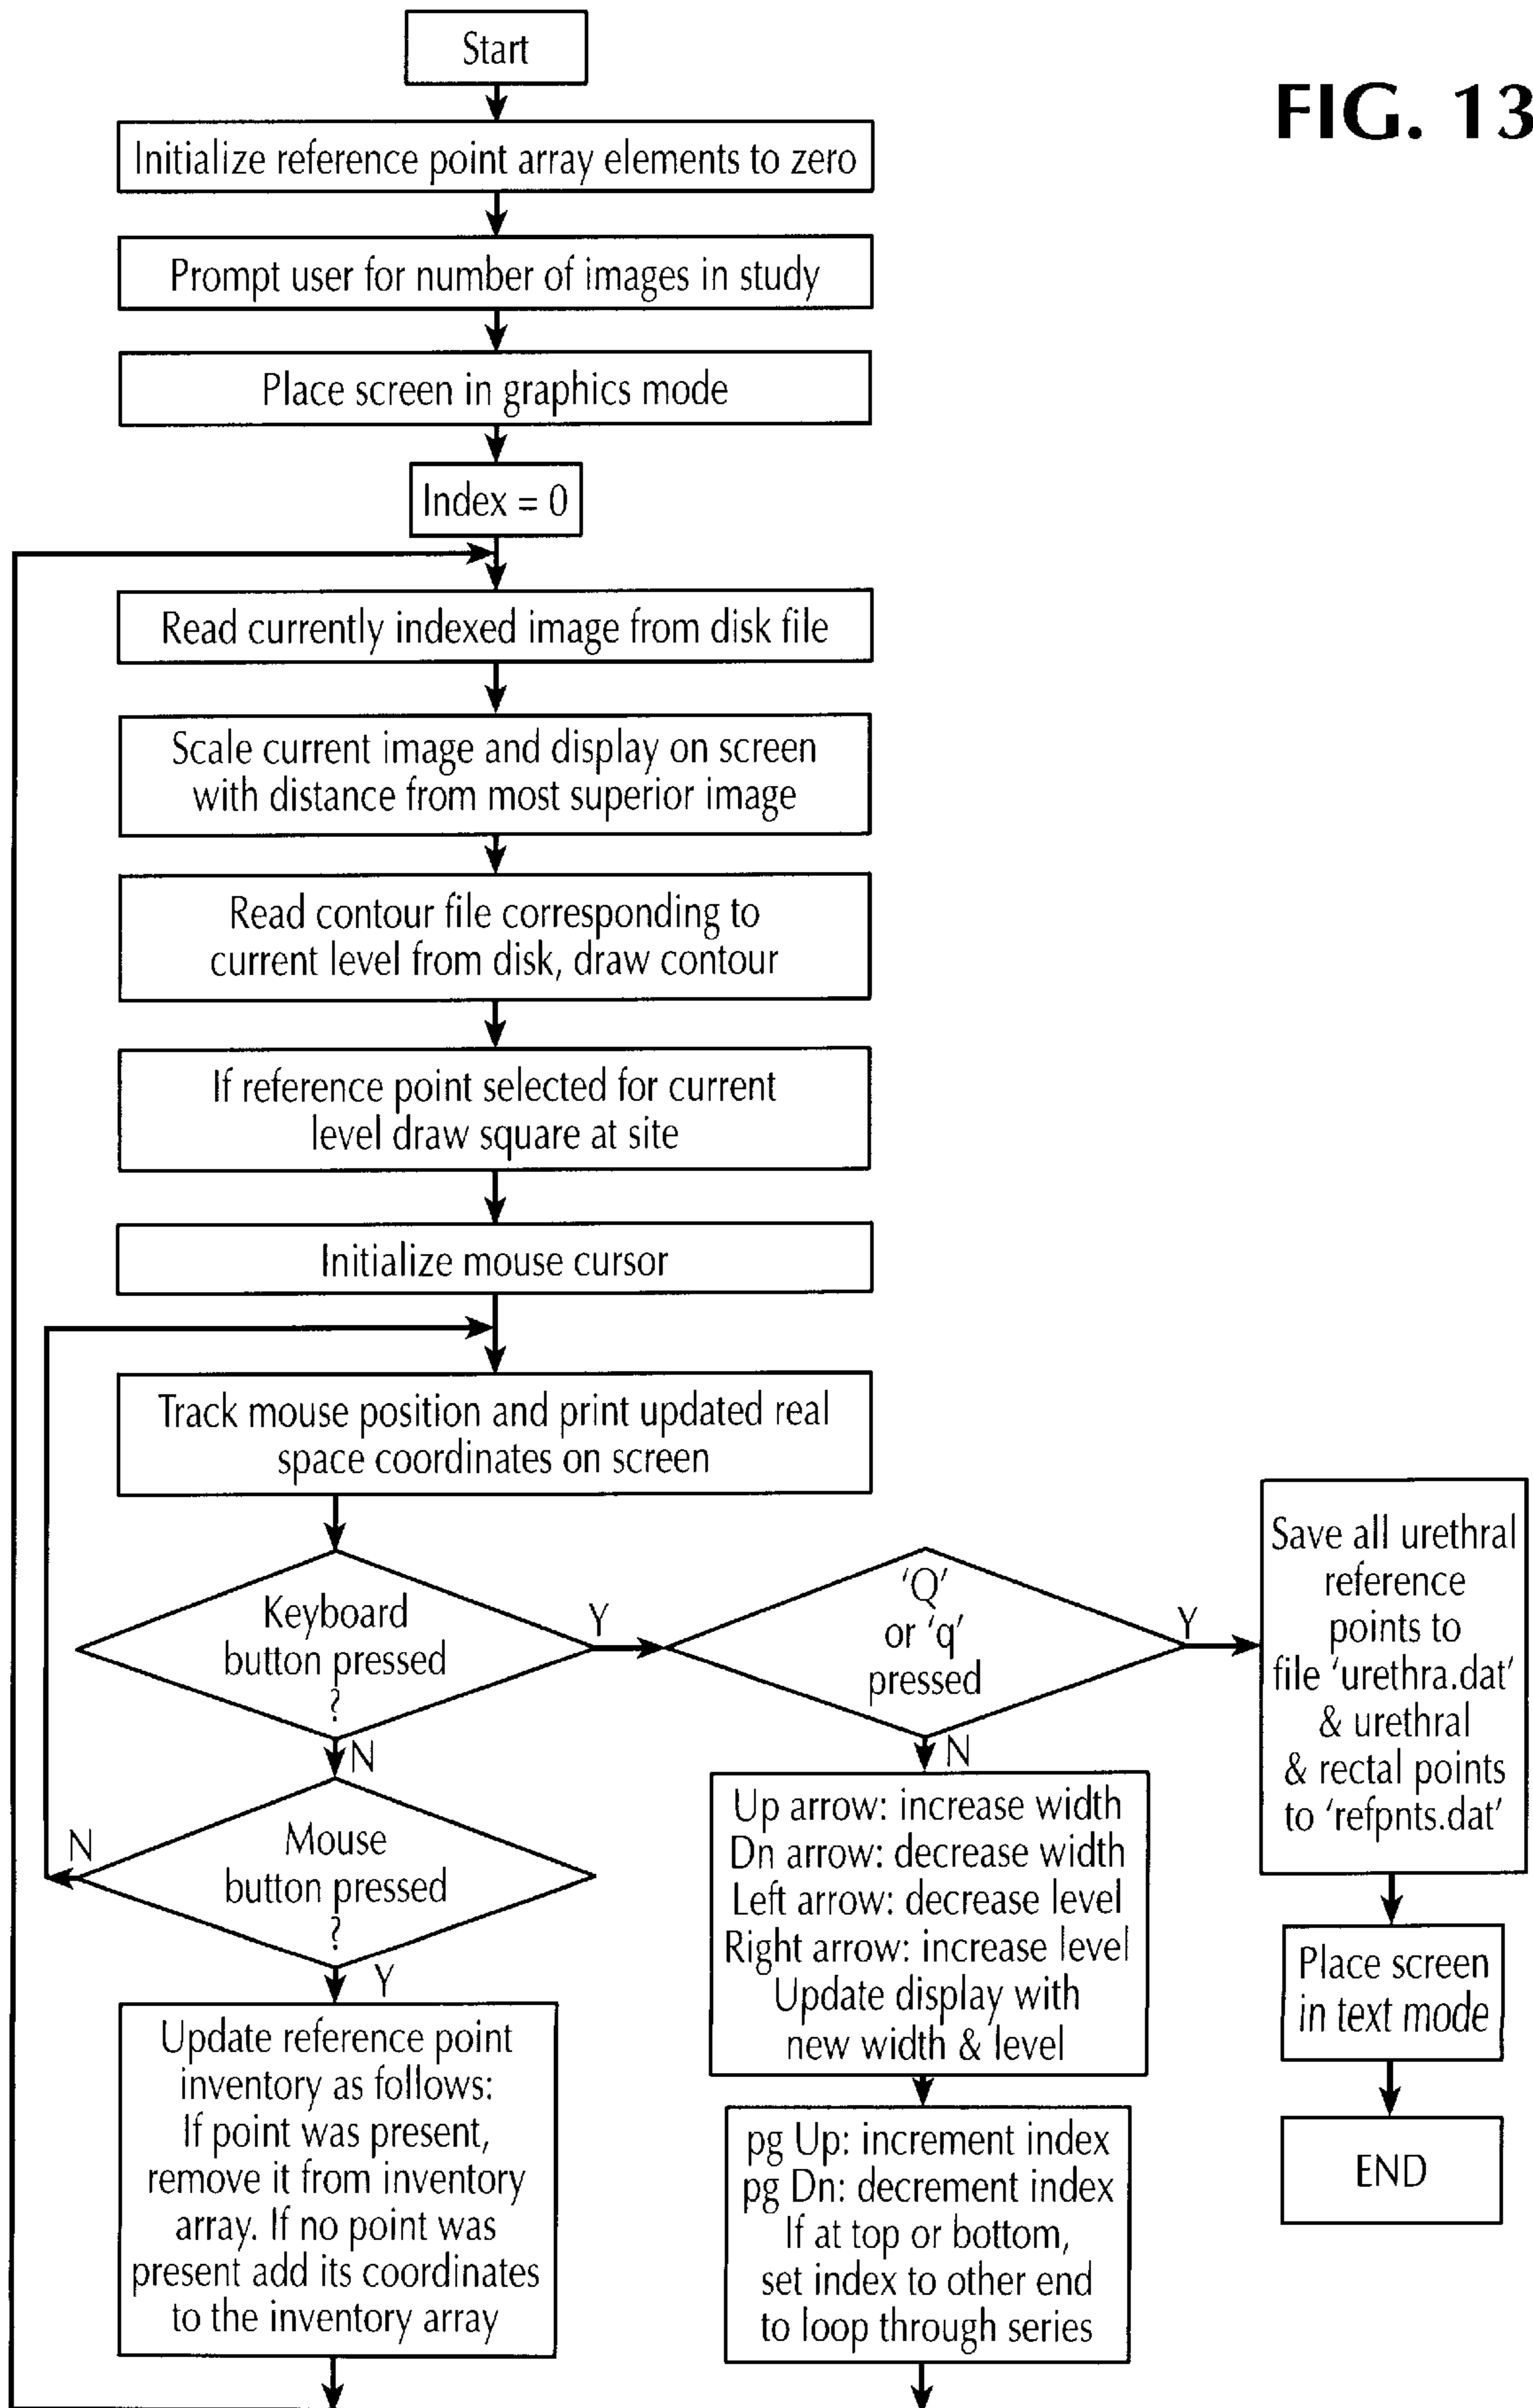 FIG. 13
Start
Initialize reference point array elements to zero
Prompt user for number of images in study
Place screen in graphics mode
Index = 0
Read currently indexed image from disk file
Scale current image and display on screen
with distance from most superior image
Read contour file corresponding to
current level from disk, draw contour
If reference point selected for current
level draw square at site
Initialize mouse cursor
Track mouse position and print updated real
space coordinates on screen
Keyboard
button pressed
?
Y
N
Mouse
button pressed
?
N
Y
Update reference point
inventory as follows:
If point was present,
remove it from inventory
array. If no point was
present add its coordinates
to the inventory array
'Q'
or 'q'
pressed
Y
N
Up arrow: increase width
Dn arrow: decrease width
Left arrow: decrease level
Right arrow: increase level
Update display with
new width & level
pg Up: increment index
pg Dn: decrement index
If at top or bottom,
set index to other end
to loop through series
Save all urethral
reference
points to
file 'urethra.dat'
& urethral
& rectal points
to 'refpnts.dat'
Place screen
in text mode
END